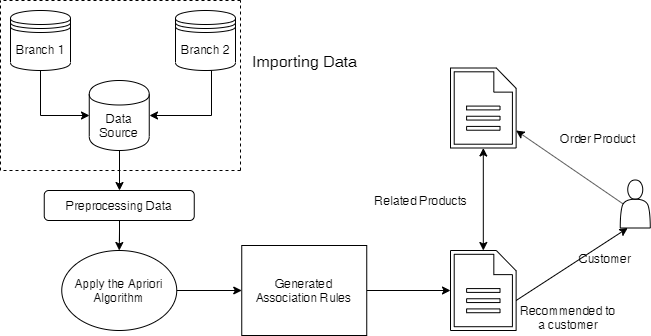 Branch 1
Branch 2
Importing Data
Data
Source
Order Product
Preprocessing Data
Related Products
Customer
Apply the Apriori
Algorithm
Generated
Association Rules
Recommended to
a customer